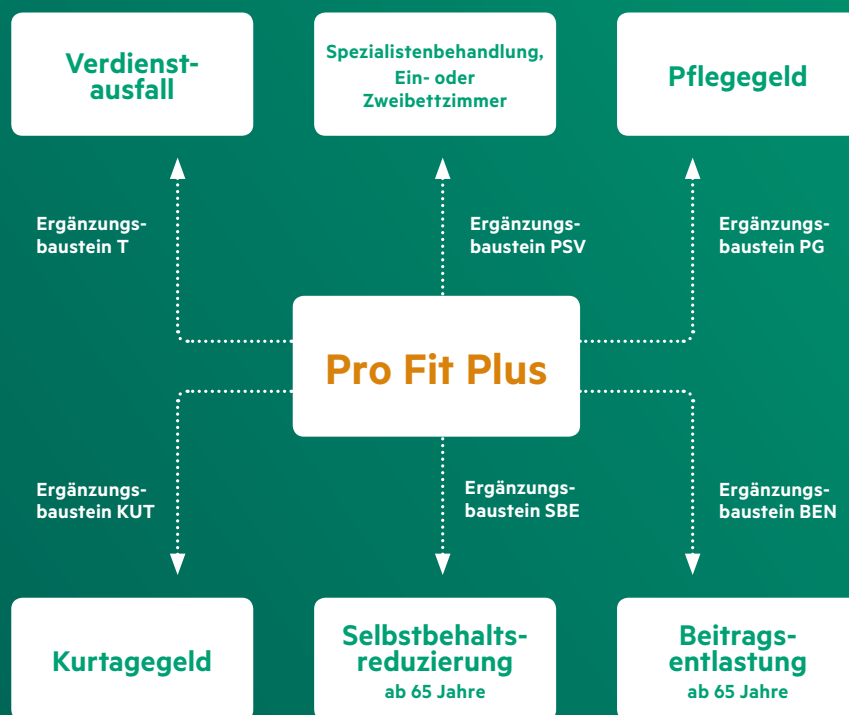 Verdienst-
ausfall
Spezialistenbehandlung,
Ein- oder
Zweibettzimmer
Pflegegeld
Ergänzungs-
baustein T
Ergänzungs-
baustein PSV
Ergänzungs-
baustein PG
Pro Fit Plus
Ergänzungs-
baustein KUT
Ergänzungs-
baustein SBE
Ergänzungs-
baustein BEN
Kurtagegeld
Selbstbehalts-
reduzierung
ab 65 Jahre
Beitrags-
entlastung
ab 65 Jahre